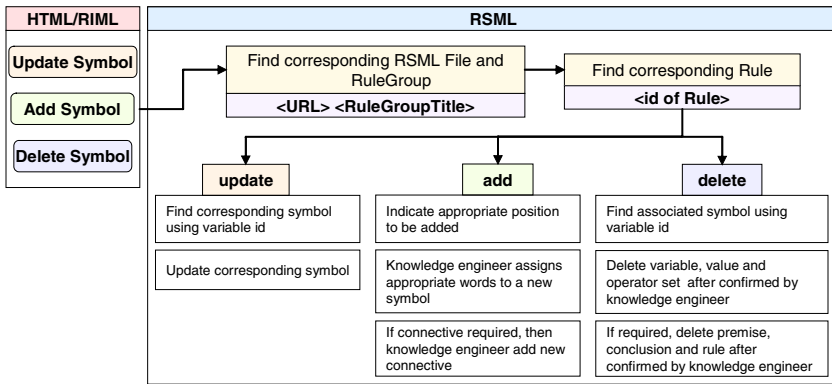 HTML/RIML
Update Symbol
Add Symbol
Delete Symbol
RSML
Find corresponding RSML File and
RuleGroup
<URL> <RuleGroupTitle>
Find corresponding Rule
<id of Rule>
update
Find corresponding symbol
using variable id
Update corresponding symbol
add
Indicate appropriate position
to be added
Knowledge engineer assigns
appropriate words to a new
symbol
If connective required, then
knowledge engineer add new
connective
delete
Find associated symbol using
variable id
Delete variable, value and
operator set after confirmed by
knowledge engineer
If required, delete premise,
conclusion and rule after
confirmed by knowledge engineer